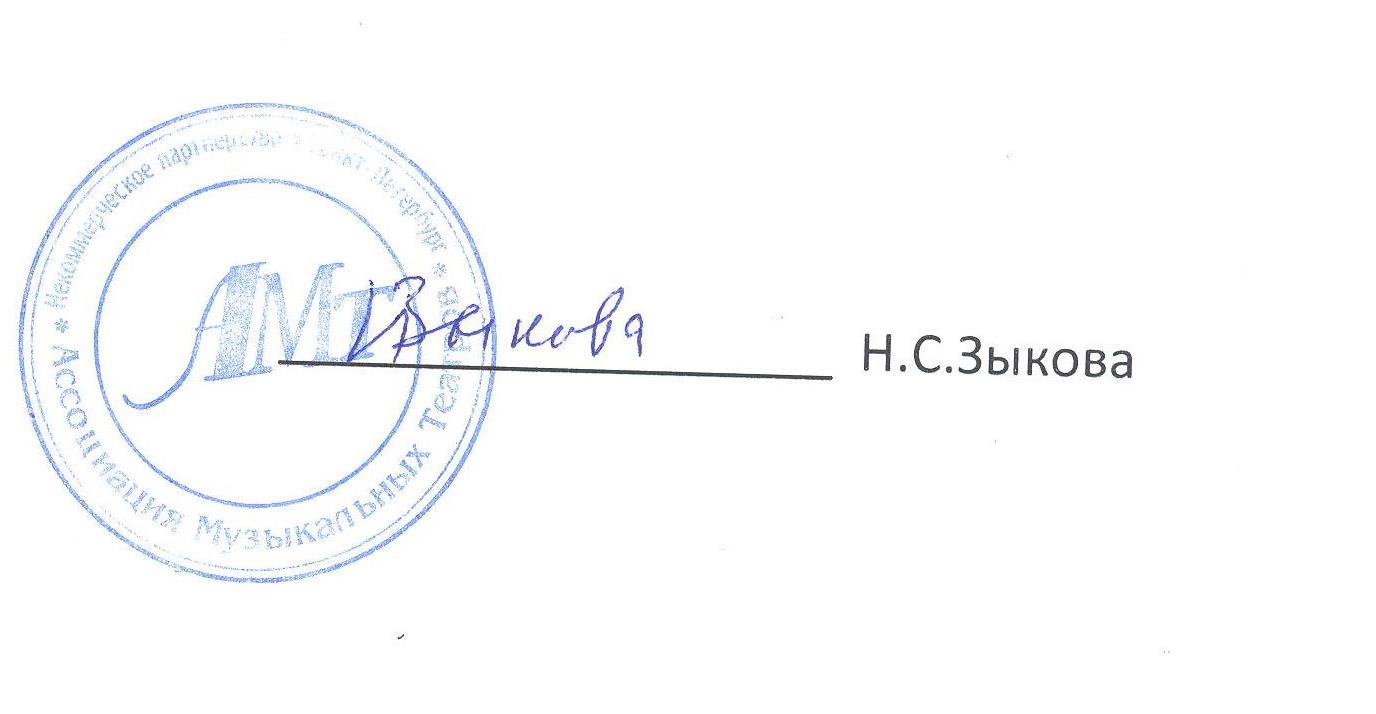 * Некоммерческое партнерство * Санкт-Петербург *
Ассоциация Музыкальных Театров
АМТ
Зыкова
Н.С.Зыкова